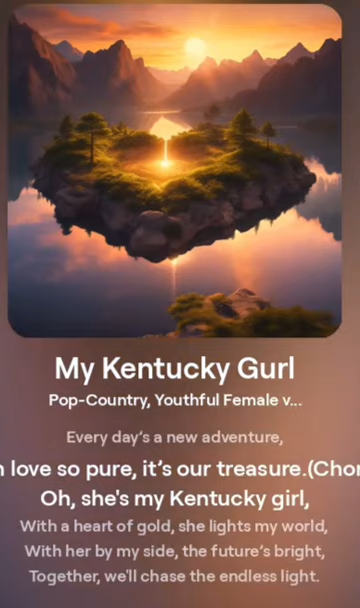 My Kentucky Gurl
Pop-Country, Youthful Female v...
Every day's a new adventure,
love so pure, it's our treasure.(Chor
Oh, she's my Kentucky girl,
With a heart of gold, she lights my world,
With her by my side, the future's bright,
Together, we'll chase the endless light.